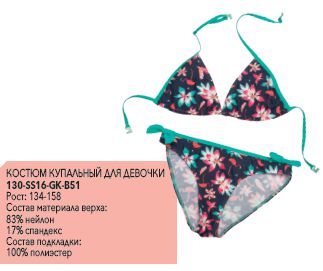 КОСТЮМ КУПАЛЬНЫЙ ДЛЯ ДЕВОЧКИ
130-SS16-GK-B51
Рост: 134-158
Состав материала верха:
83% нейлон
17% спандекс
Состав подкладки:
100% полиэстер